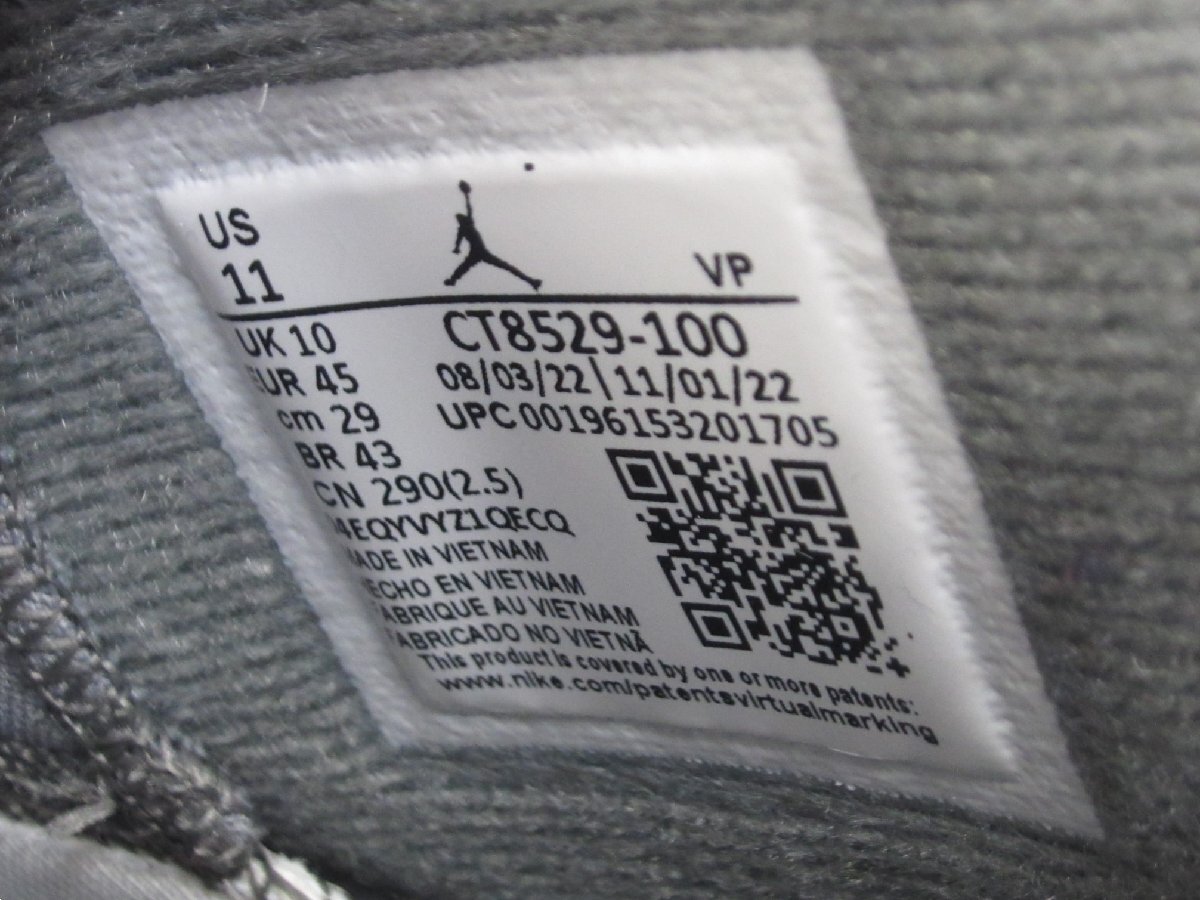 US
11
VP
UK 10
EUR 45
cm 29
BR 43
CN 290(2.5)
CT8529-100
08/03/22|11/01/22
UPC00196153201705
MADE IN VIETNAM
HECHO EN VIETNAM
FABRIQUE AU VIETNAM
FABRICADO NO VIETNÃ
This product is covered by one or more patents:
www.nike.com/patentsvirtualmarking